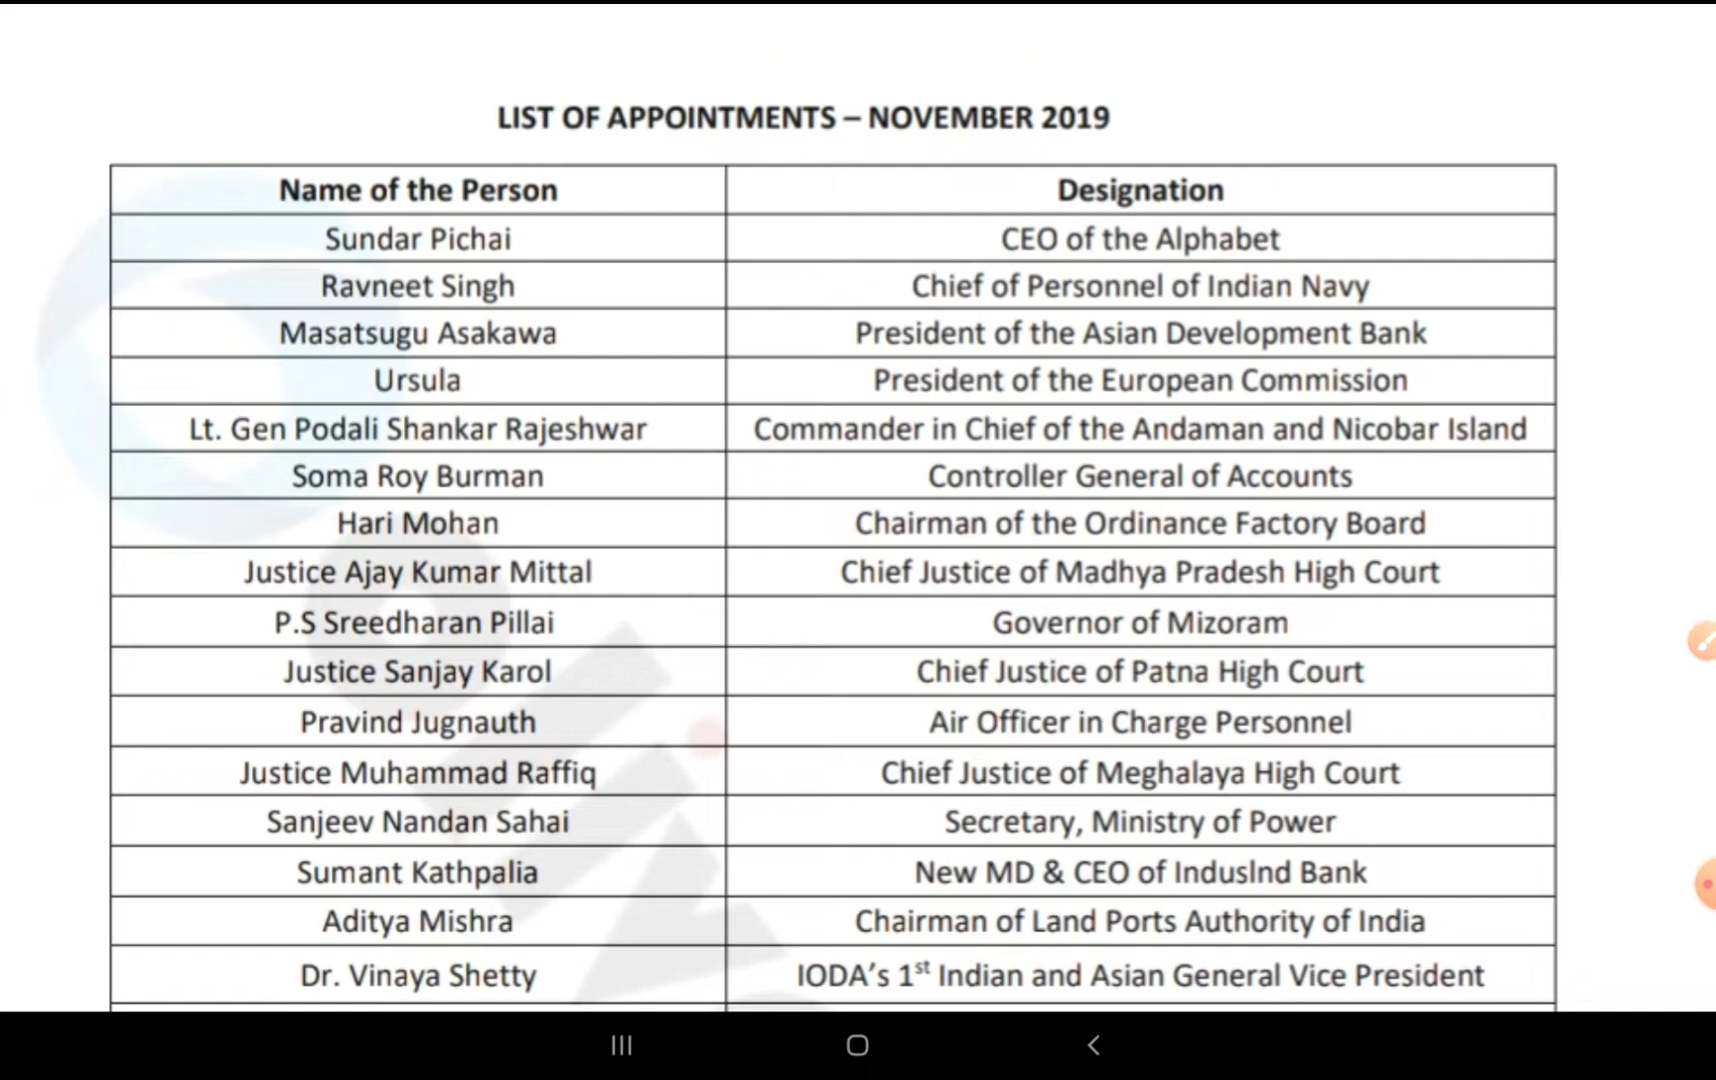 LIST OF APPOINTMENTS – NOVEMBER 2019
Name of the Person Designation
Sundar Pichai CEO of the Alphabet
Ravneet Singh Chief of Personnel of Indian Navy
Masatsugu Asakawa President of the Asian Development Bank
Ursula President of the European Commission
Lt. Gen Podali Shankar Rajeshwar Commander in Chief of the Andaman and Nicobar Island
Soma Roy Burman Controller General of Accounts
Hari Mohan Chairman of the Ordinance Factory Board
Justice Ajay Kumar Mittal Chief Justice of Madhya Pradesh High Court
P.S Sreedharan Pillai Governor of Mizoram
Justice Sanjay Karol Chief Justice of Patna High Court
Pravind Jugnauth Air Officer in Charge Personnel
Justice Muhammad Raffiq Chief Justice of Meghalaya High Court
Sanjeev Nandan Sahai Secretary, Ministry of Power
Sumant Kathpalia New MD & CEO of IndusInd Bank
Aditya Mishra Chairman of Land Ports Authority of India
Dr. Vinaya Shetty IODA's 1st Indian and Asian General Vice President